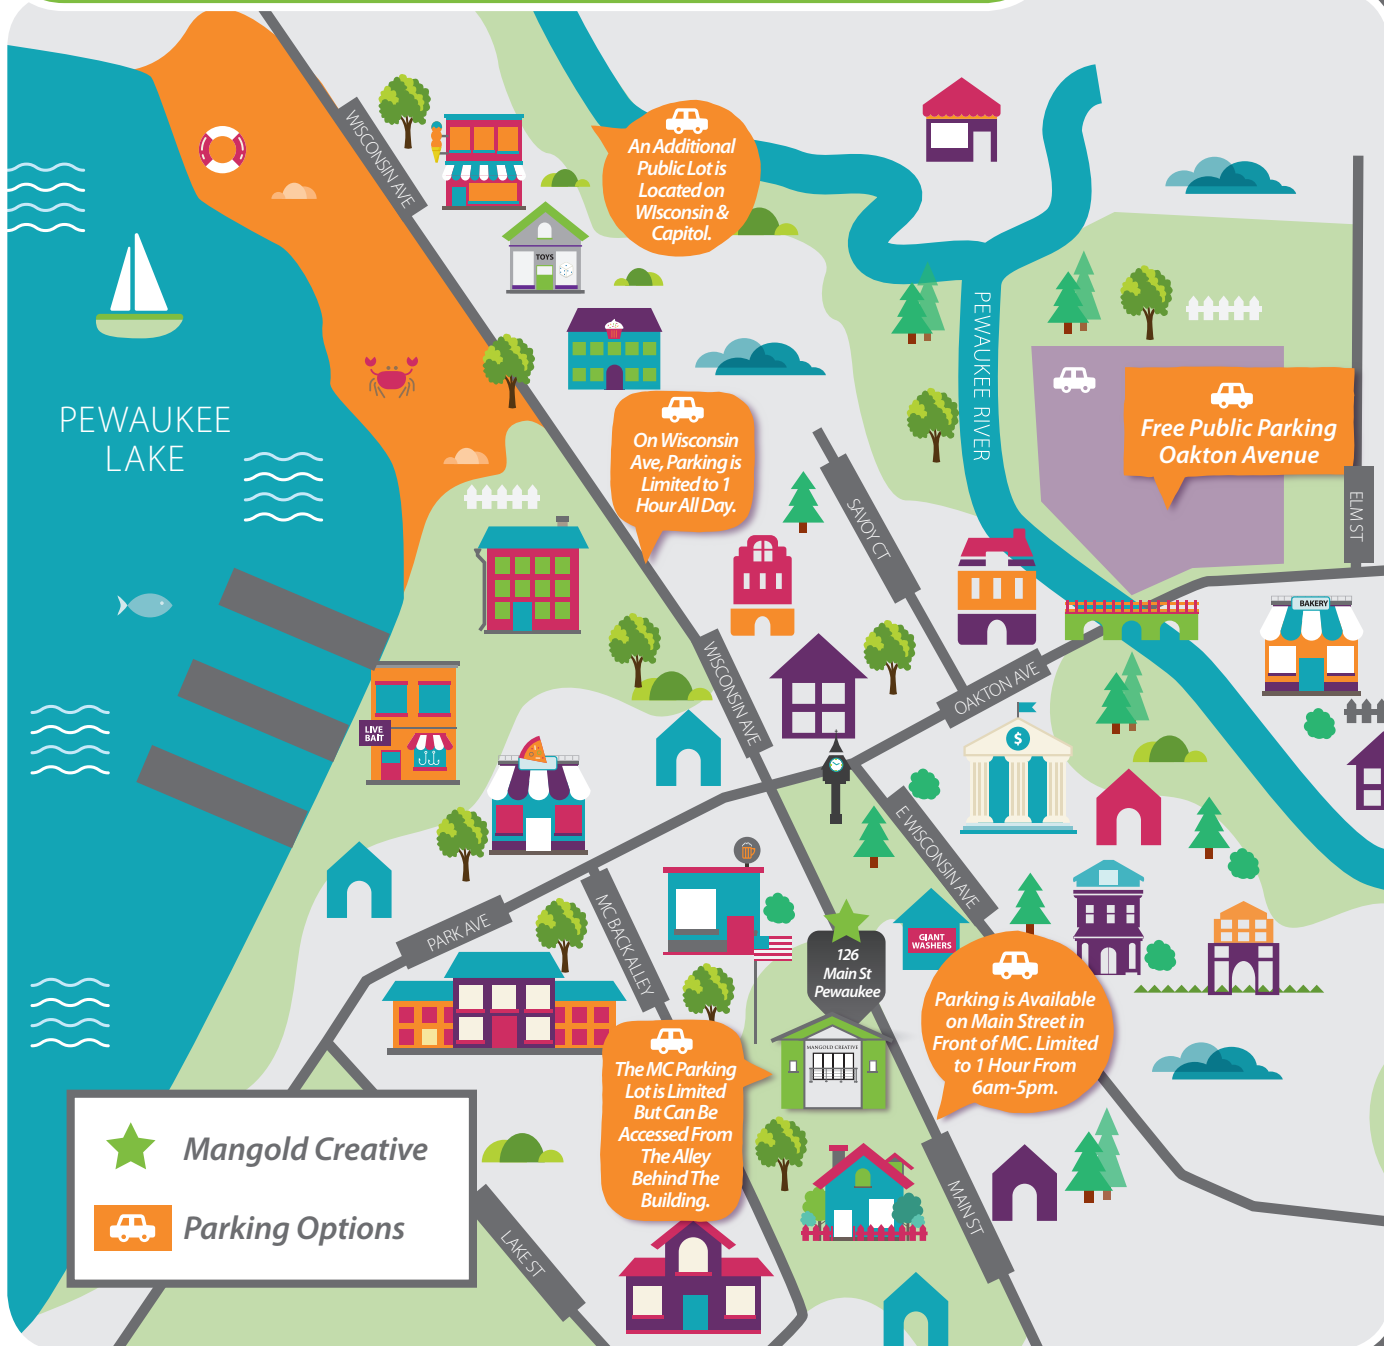 WISCONSIN AVE
An Additional
Public Lot is
Located on
WIsconsin &
Capitol.
TOYS
PEWAUKEE RIVER
PEWAUKEE
LAKE
On Wisconsin
Ave, Parking is
Limited to 1
Hour All Day.
Free Public Parking
Oakton Avenue
SAVOY CT
ELM ST
BAKERY
WISCONSIN AVE
OAKTON AVE
LIVE
BAIT
$
E WISCONSIN AVE
PARK AVE
MC BACK ALLEY
GIANT
WASHERS
126
Main St
Pewaukee
Parking is Available
on Main Street in
Front of MC. Limited
to 1 Hour From
6am-5pm.
MANGOLD CREATIVE
The MC Parking
Lot is Limited
But Can Be
Accessed From
The Alley
Behind The
Building.
MAIN ST
LAKE ST
Mangold Creative
Parking Options